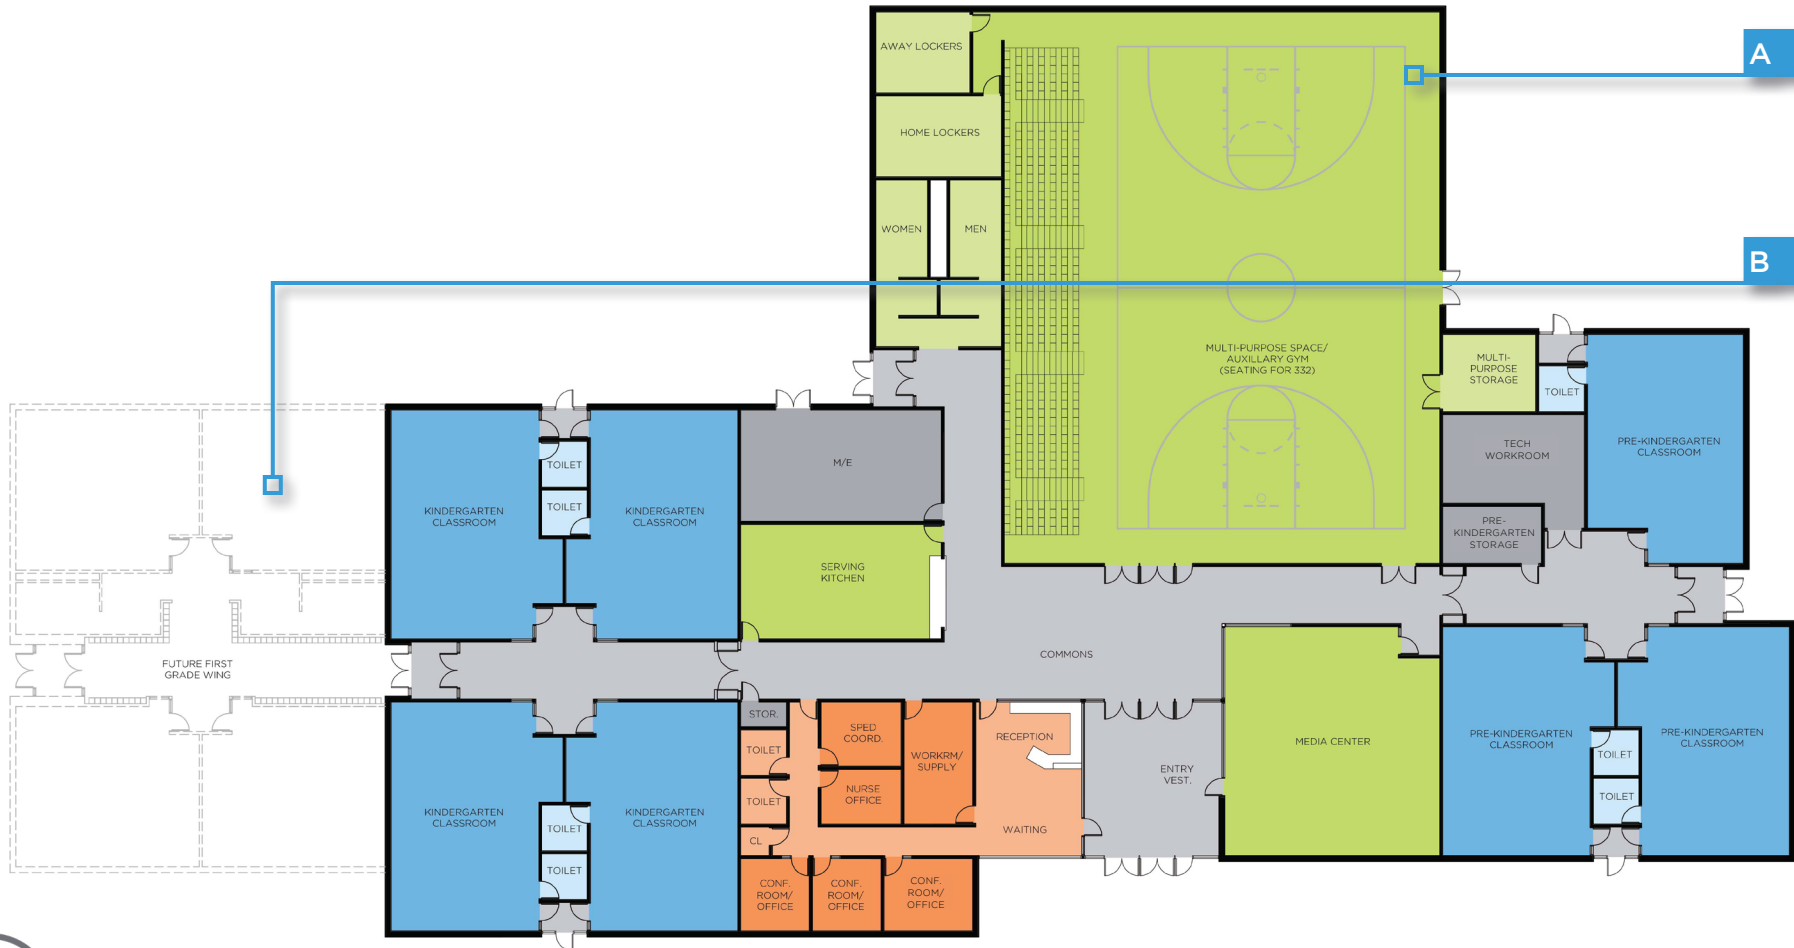 AWAY LOCKERS
A
HOME LOCKERS
WOMEN
MEN
B
MULTI-PURPOSE SPACE/
AUXILLARY GYM
(SEATING FOR 332)
MULTI-
PURPOSE
STORAGE
TOILET
PRE-KINDERGARTEN
CLASSROOM
TECH
WORKROOM
PRE-
KINDERGARTEN
STORAGE
KINDERGARTEN
CLASSROOM
TOILET
TOILET
KINDERGARTEN
CLASSROOM
M/E
SERVING
KITCHEN
FUTURE FIRST
GRADE WING
COMMONS
KINDERGARTEN
CLASSROOM
TOILET
TOILET
KINDERGARTEN
CLASSROOM
STOR.
TOILET
TOILET
CL
SPED
COORD.
NURSE
OFFICE
WORKRM/
SUPPLY
RECEPTION
WAITING
ENTRY
VEST.
MEDIA CENTER
PRE-KINDERGARTEN
CLASSROOM
TOILET
TOILET
PRE-KINDERGARTEN
CLASSROOM
CONF.
ROOM/
OFFICE
CONF.
ROOM/
OFFICE
CONF.
ROOM/
OFFICE